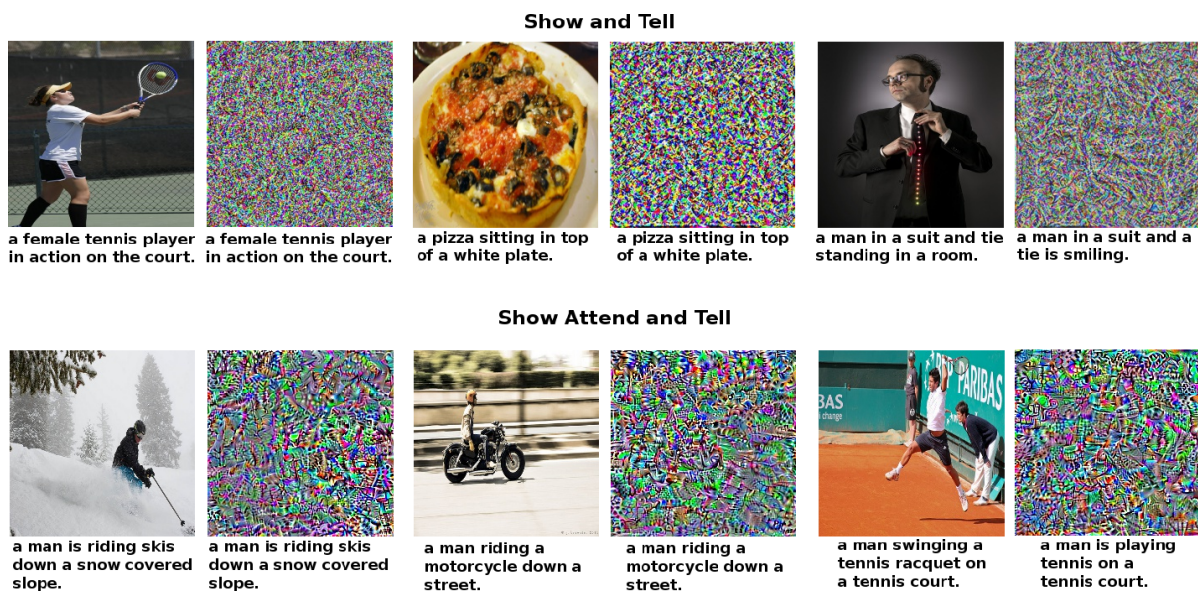 Show and Tell
a female tennis player
in action on the court.
a female tennis player
in action on the court.
a pizza sitting in top
of a white plate.
a pizza sitting in top
of a white plate.
a man in a suit and tie
standing in a room.
a man in a suit and a
tie is smiling.
Show Attend and Tell
PARIBAS
BAS
change
a man is riding skis
down a snow covered
slope.
a man is riding skis
down a snow covered
slope.
a man riding a
motorcycle down a
street.
a man riding a
motorcycle down a
street.
a man swinging a
tennis racquet on
a tennis court.
a man is playing
tennis on a
tennis court.